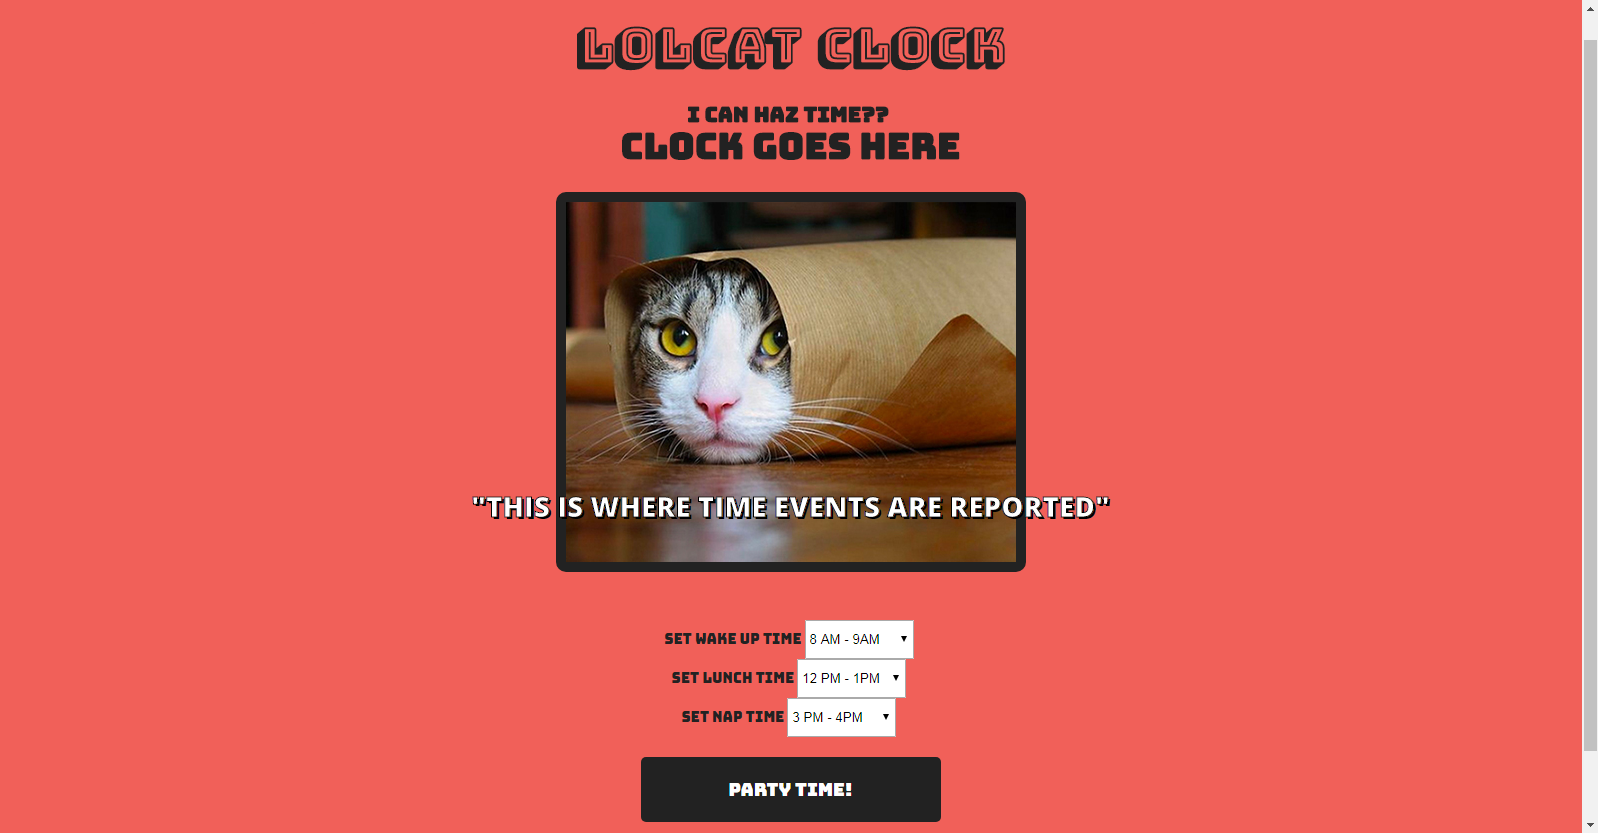 LOLCAT CLOCK
I CAN HAZ TIME??
CLOCK GOES HERE
"THIS IS WHERE TIME EVENTS ARE REPORTED"
SET WAKE UP TIME 8 AM - 9AM
SET LUNCH TIME 12 PM - 1PM
SET NAP TIME 3 PM - 4PM
PARTY TIME!